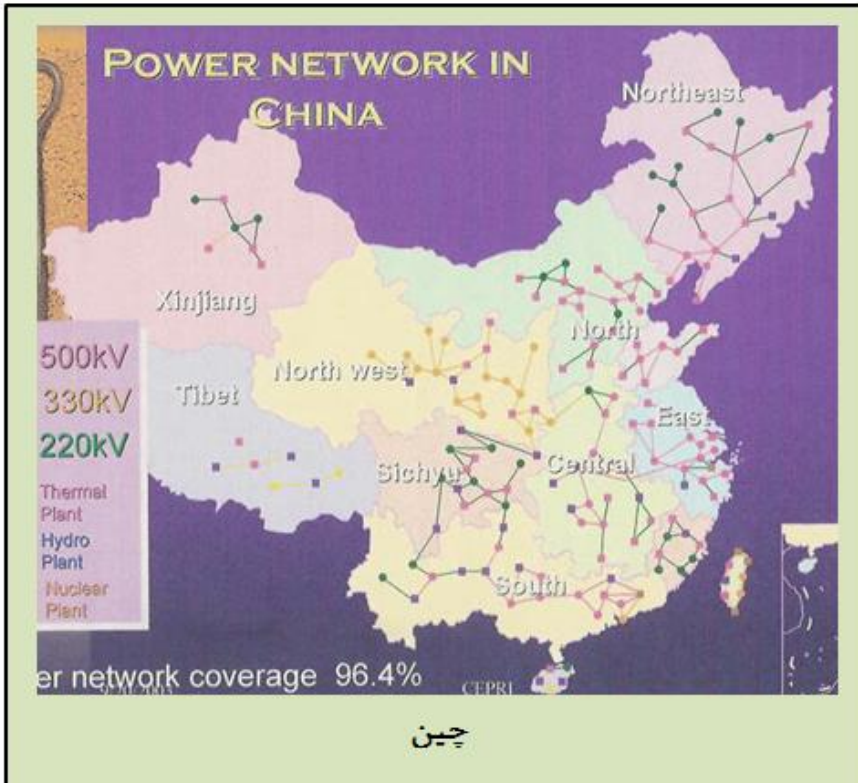 POWER NETWORK IN
CHINA
Northeast
Xinjiang
North
500kV
330kV
220kV
Tibet
North west
East
Sichyu
Central
Thermal
Plant
Hydro
Plant
Nuclear
Plant
South
er network coverage 96.4%
CEPRI
چین